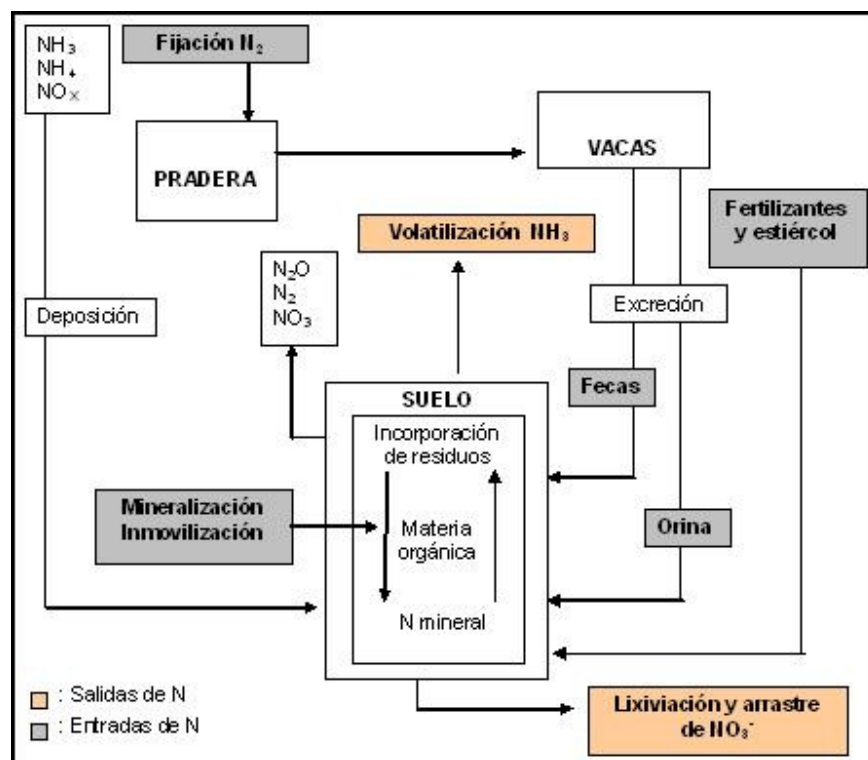 NH₃
NH₄
NOₓ
Fijación N₂
PRADERA
VACAS
Fertilizantes
y estiércol
Volatilización NH₃
N₂O
N₂
NO₃
Deposición
Excreción
Fecas
SUELO
Incorporación
de residuos
Mineralización
Inmovilización
Materia
orgánica
Orina
N mineral
: Salidas de N
: Entradas de N
Lixiviación y arrastre
de NO₃⁻